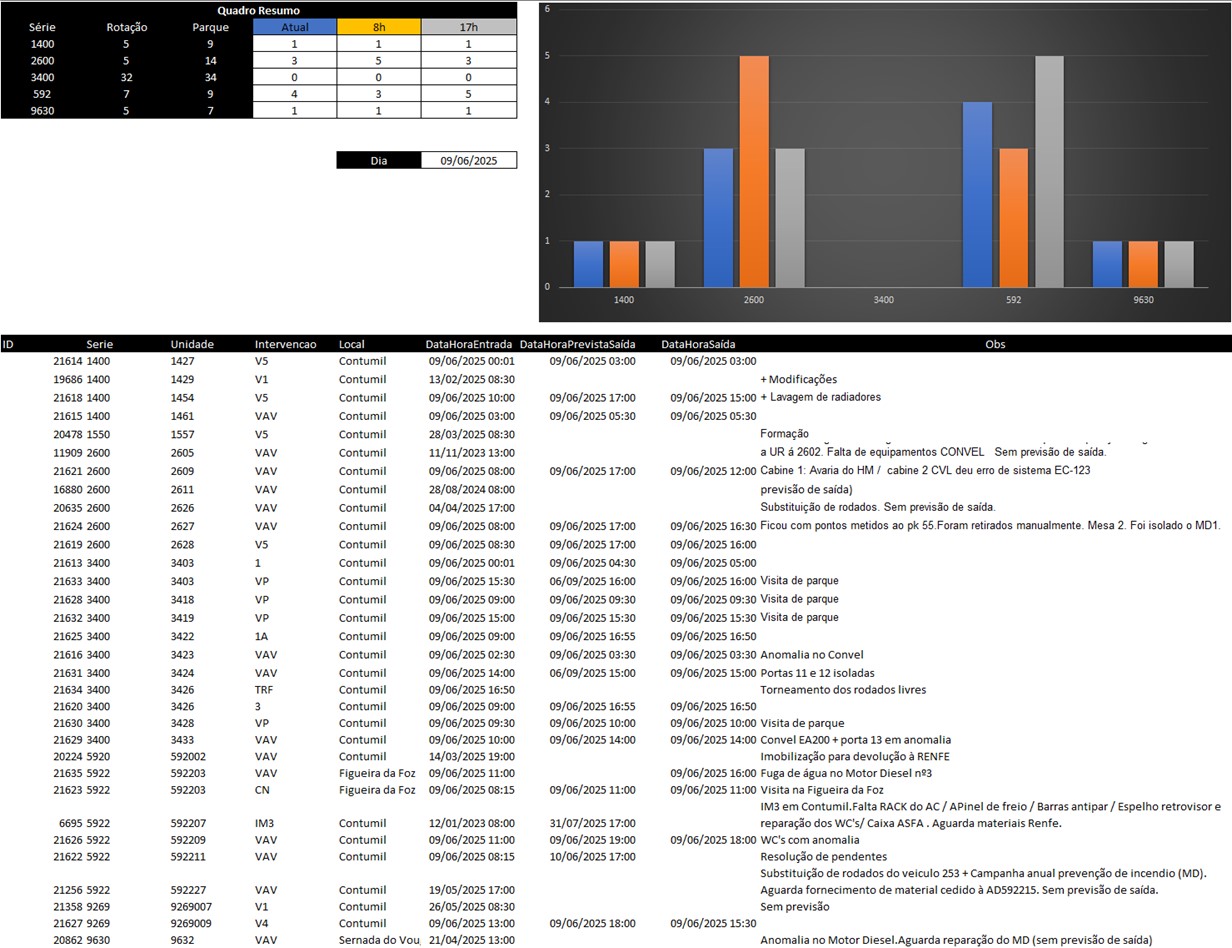 Quadro Resumo
Série Rotação Parque Atual 8h 17h
1400 5 9 1 1 1
2600 5 14 3 5 3
3400 32 34 0 0 0
592 7 9 4 3 5
9630 5 7 1 1 1
Dia 09/06/2025
6
5
4
3
2
1
0
1400 2600 3400 592 9630
ID Serie Unidade Intervencao Local DataHoraEntrada DataHoraPrevistaSaída DataHoraSaída Obs
21614 1400 1427 V5 Contumil 09/06/2025 00:01 09/06/2025 03:00 09/06/2025 03:00
19686 1400 1429 V1 Contumil 13/02/2025 08:30 + Modificações
21618 1400 1454 V5 Contumil 09/06/2025 10:00 09/06/2025 17:00 09/06/2025 15:00 + Lavagem de radiadores
21615 1400 1461 VAV Contumil 09/06/2025 03:00 09/06/2025 05:30 09/06/2025 05:30
20478 1550 1557 V5 Contumil 28/03/2025 08:30 Formação
11909 2600 2605 VAV Contumil 11/11/2023 13:00 a UR á 2602. Falta de equipamentos CONVEL Sem previsão de saída.
21621 2600 2609 VAV Contumil 09/06/2025 08:00 09/06/2025 17:00 09/06/2025 12:00 Cabine 1: Avaria do HM / cabine 2 CVL deu erro de sistema EC-123
16880 2600 2611 VAV Contumil 28/08/2024 08:00 previsão de saída)
20635 2600 2626 VAV Contumil 04/04/2025 17:00 Substituição de rodados. Sem previsão de saída.
21624 2600 2627 VAV Contumil 09/06/2025 08:00 09/06/2025 17:00 09/06/2025 16:30 Ficou com pontos metidos ao pk 55.Foram retirados manualmente. Mesa 2. Foi isolado o MD1.
21619 2600 2628 V5 Contumil 09/06/2025 08:30 09/06/2025 17:00 09/06/2025 16:00
21613 3400 3403 1 Contumil 09/06/2025 00:01 09/06/2025 04:30 09/06/2025 05:00
21633 3400 3403 VP Contumil 09/06/2025 15:30 06/09/2025 16:00 09/06/2025 16:00 Visita de parque
21628 3400 3418 VP Contumil 09/06/2025 09:00 09/06/2025 09:30 09/06/2025 09:30 Visita de parque
21632 3400 3419 VP Contumil 09/06/2025 15:00 09/06/2025 15:30 09/06/2025 15:30 Visita de parque
21625 3400 3422 1A Contumil 09/06/2025 09:00 09/06/2025 16:55 09/06/2025 16:50
21616 3400 3423 VAV Contumil 09/06/2025 02:30 09/06/2025 03:30 09/06/2025 03:30 Anomalia no Convel
21631 3400 3424 VAV Contumil 09/06/2025 14:00 06/09/2025 15:00 09/06/2025 15:00 Portas 11 e 12 isoladas
21634 3400 3426 TRF Contumil 09/06/2025 16:50 Torneamento dos rodados livres
21620 3400 3426 3 Contumil 09/06/2025 09:00 09/06/2025 16:55 09/06/2025 16:50
21630 3400 3428 VP Contumil 09/06/2025 09:30 09/06/2025 10:00 09/06/2025 10:00 Visita de parque
21629 3400 3433 VAV Contumil 09/06/2025 10:00 09/06/2025 14:00 09/06/2025 14:00 Convel EA200 + porta 13 em anomalia
20224 5920 592002 VAV Contumil 14/03/2025 19:00 Imobilização para devolução à RENFE
21635 5922 592203 VAV Figueira da Foz 09/06/2025 11:00 09/06/2025 16:00 Fuga de água no Motor Diesel nº3
21623 5922 592203 CN Figueira da Foz 09/06/2025 08:15 09/06/2025 11:00 09/06/2025 11:00 Visita na Figueira da Foz
IM3 em Contumil.Falta RACK do AC / APinel de freio / Barras antipar / Espelho retrovisor e
6695 5922 592207 IM3 Contumil 12/01/2023 08:00 31/07/2025 17:00 reparação dos WC's/ Caixa ASFA . Aguarda materiais Renfe.
21626 5922 592209 VAV Contumil 09/06/2025 11:00 09/06/2025 19:00 09/06/2025 18:00 WC's com anomalia
21622 5922 592211 VAV Contumil 09/06/2025 08:15 10/06/2025 17:00 Resolução de pendentes
Substituição de rodados do veiculo 253 + Campanha anual prevenção de incendio (MD).
21256 5922 592227 VAV Contumil 19/05/2025 17:00 Aguarda fornecimento de material cedido à AD592215. Sem previsão de saída.
21358 9269 9269007 V1 Contumil 26/05/2025 08:30 Sem previsão
21627 9269 9269009 V4 Contumil 09/06/2025 13:00 09/06/2025 18:00 09/06/2025 15:30
20862 9630 9632 VAV Sernada do Vou 21/04/2025 13:00 Anomalia no Motor Diesel.Aguarda reparação do MD (sem previsão de saída)